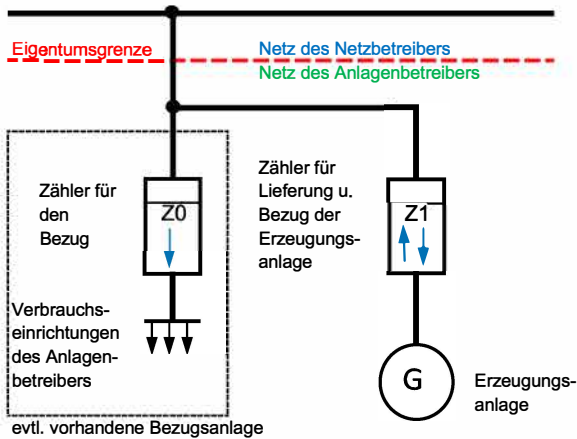 Eigentumsgrenze
Netz des Netzbetreibers
Netz des Anlagenbetreibers
Zähler für
den
Bezug
Z0
Zähler für
Lieferung u.
Bezug der
Erzeugungs-
anlage
Z1
Verbrauchs-
einrichtungen
des Anlagen-
betreibers
G
Erzeugungs-
anlage
evtl. vorhandene Bezugsanlage